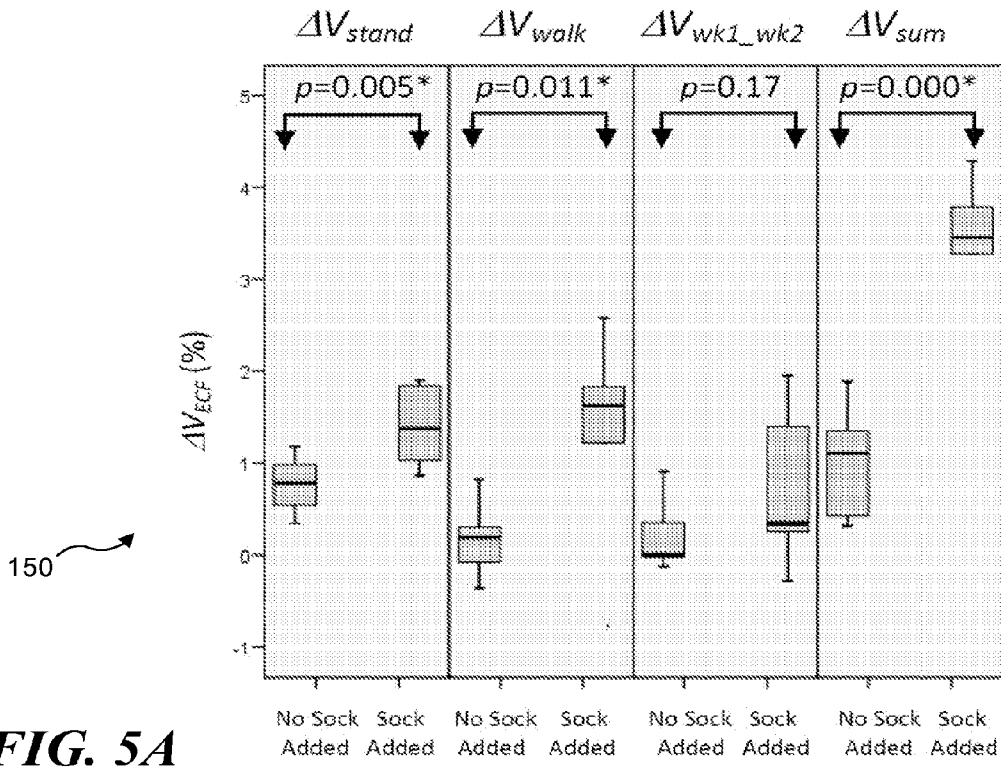 ΔVstand ΔVwalk ΔVwk1_wk2 ΔVsum
p=0.005* p=0.011* p=0.17 p=0.000*
5
4
3
2
1
0
-1
ΔVECF (%)
150
No Sock Sock No Sock Sock No Sock Sock No Sock Sock
Added Added Added Added Added Added Added Added
FIG. 5A